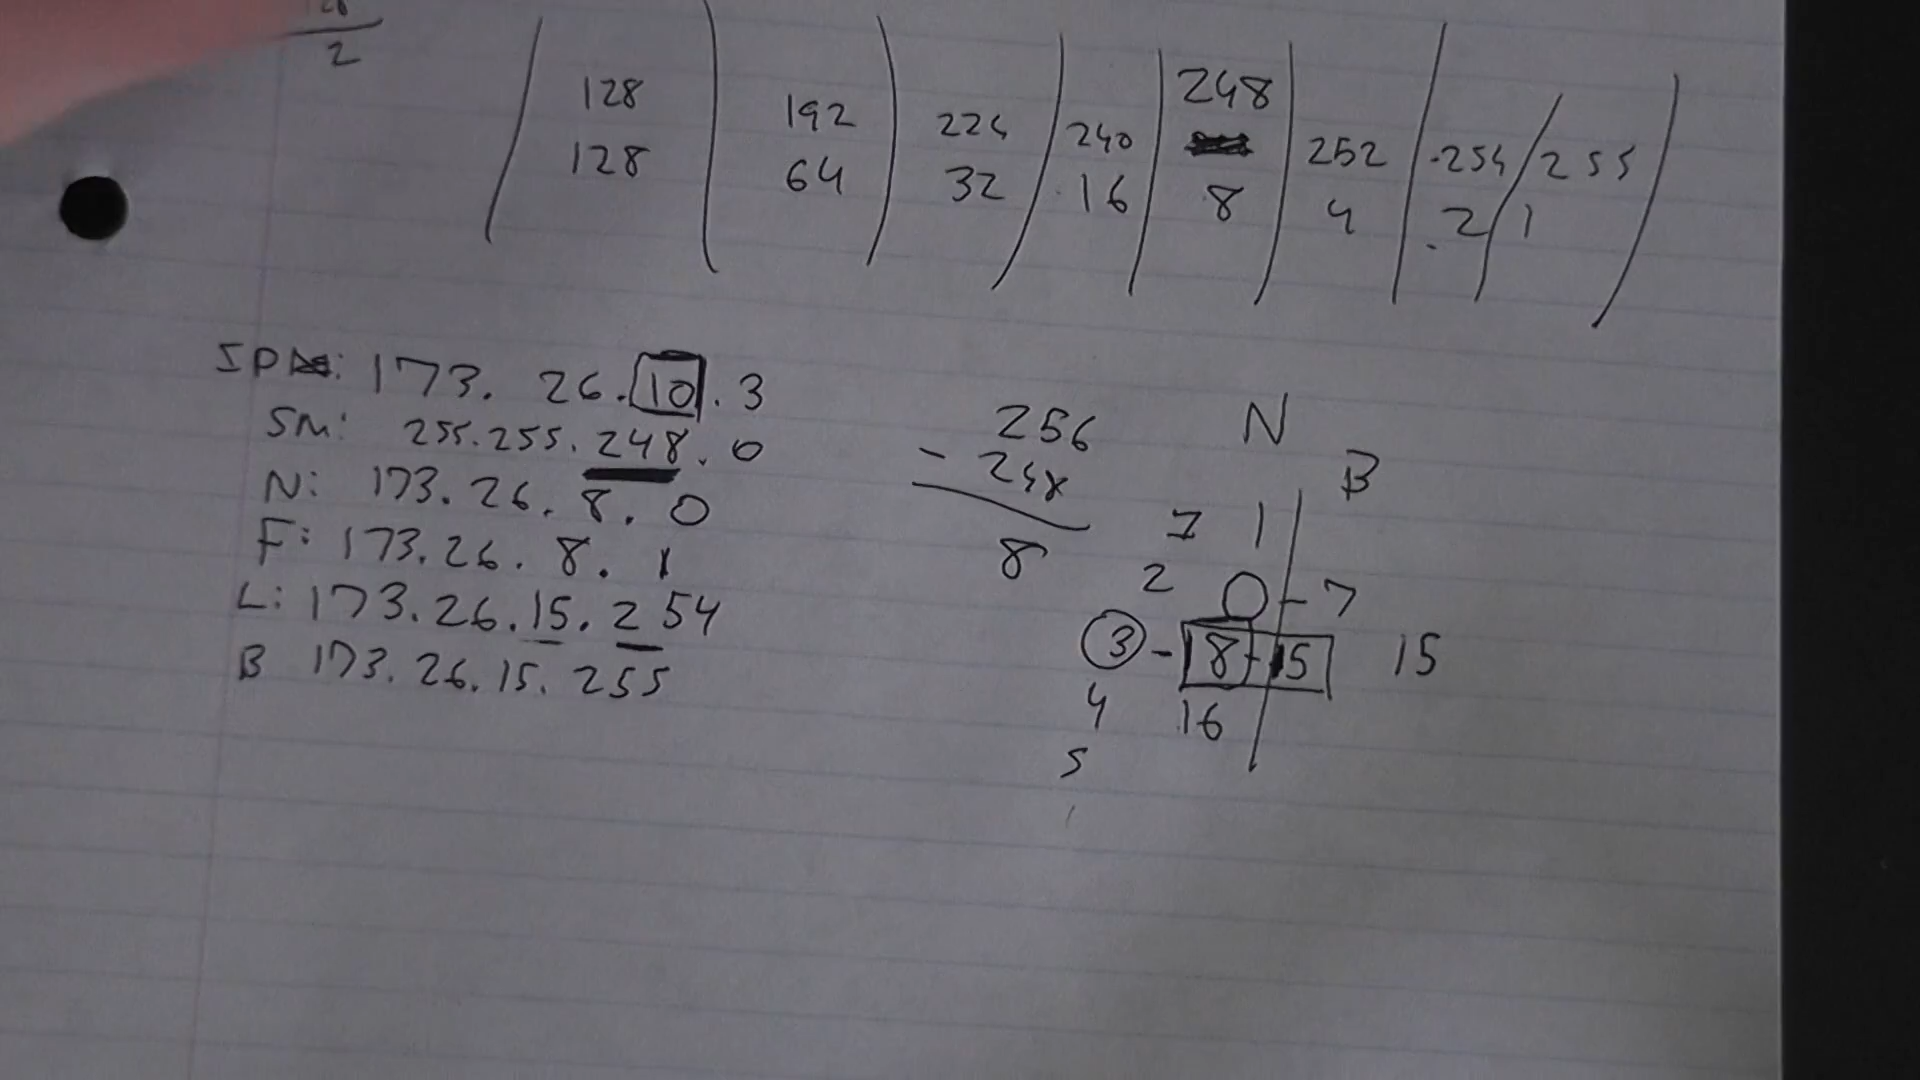 2
128 192 224 240 248 252 .254 255
128 64 32 .16 8 4 .2 1
IP: 173. 26. 10 . 3
SM: 255.255. 248. 0
N: 173. 26. 8. 0
F: 173.26. 8. 1
L: 173.26.15.254
B 173.26.15.255
256
- 248
8
N
B
1 1
2 0 - 7
3 - 8 - 15 15
4 16
5